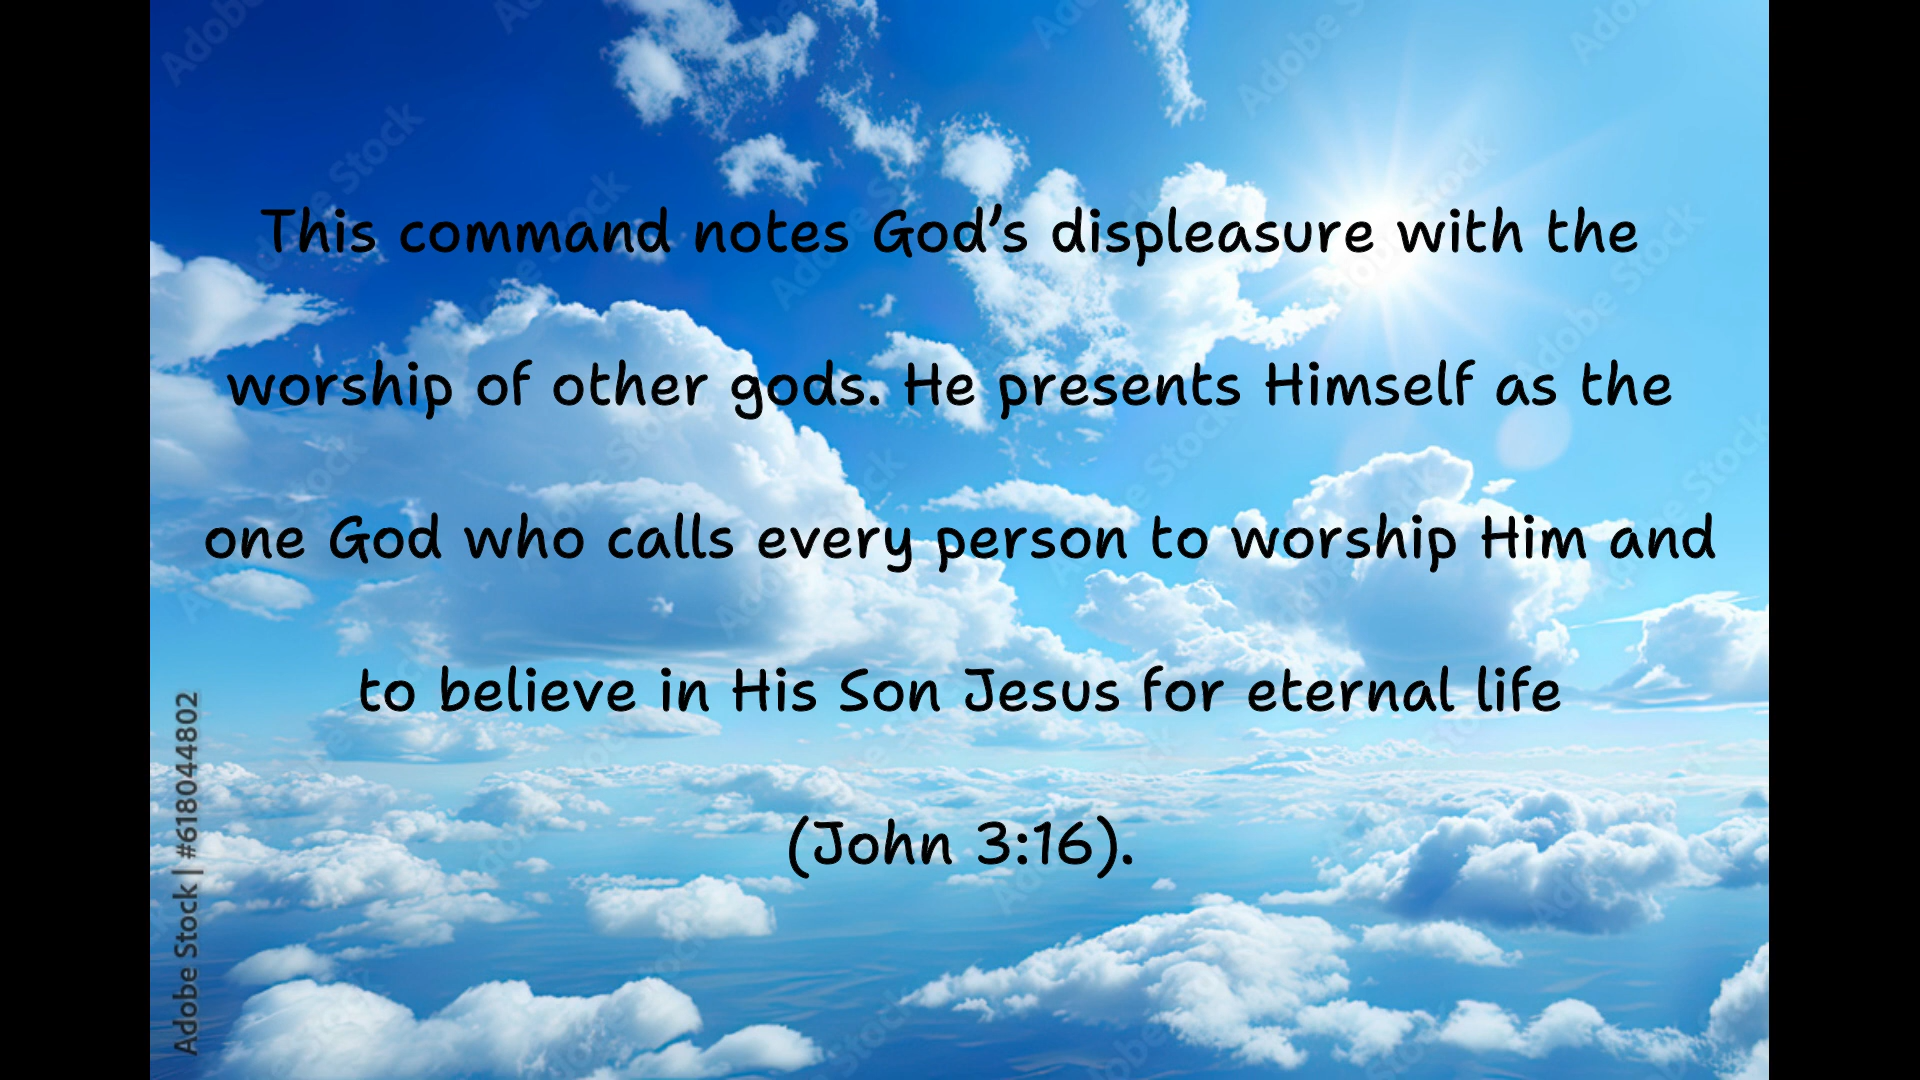 This command notes God’s displeasure with the
worship of other gods. He presents Himself as the
one God who calls every person to worship Him and
to believe in His Son Jesus for eternal life
(John 3:16).
Adobe Stock | #618044802
Adobe Stock